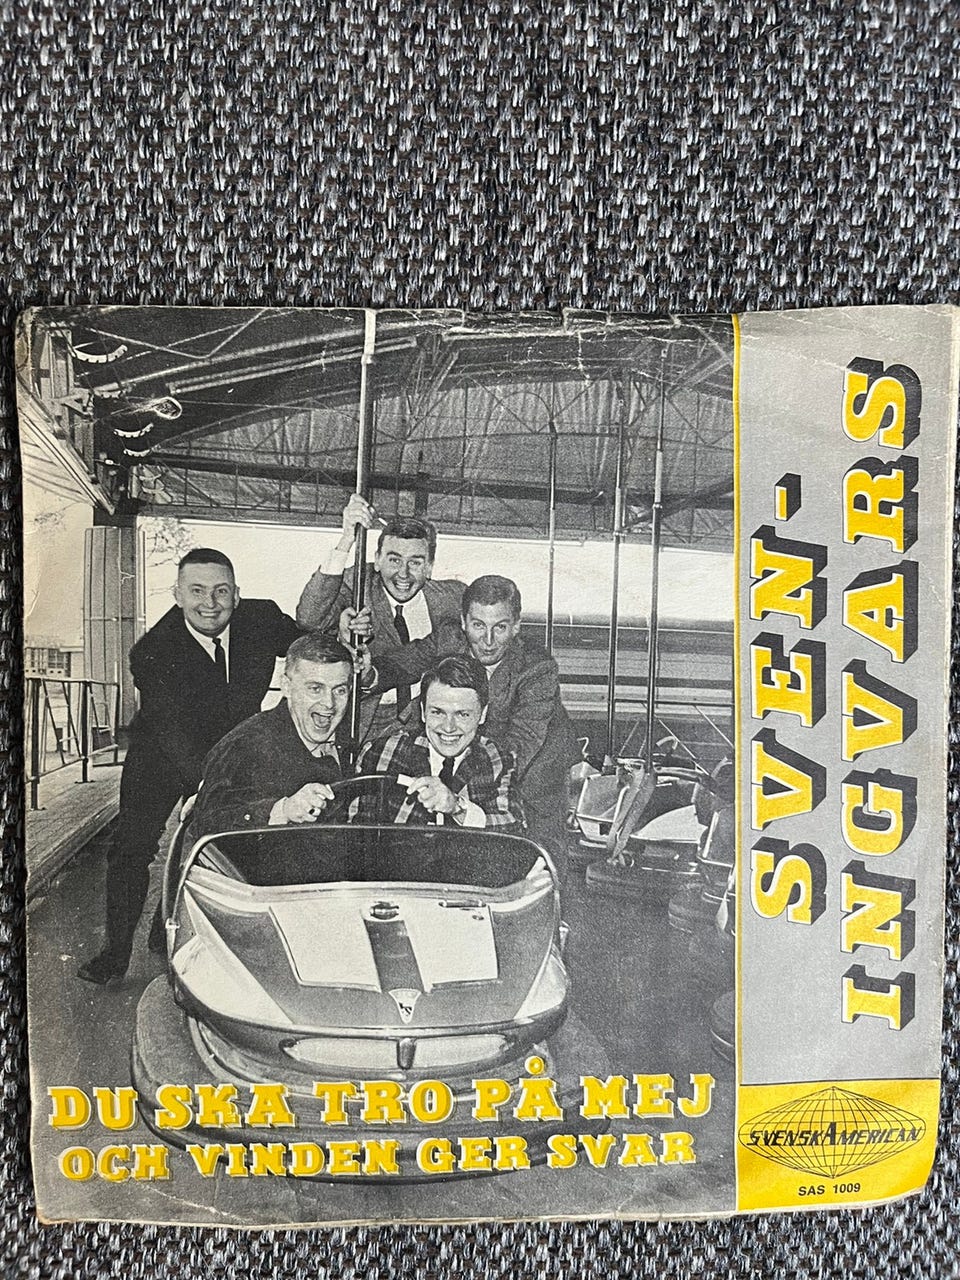 SVEN-
INGVARS
DU SKA TRO PÅ MEJ
OCH VINDEN GER SVAR
SVENSKAMERICAN
SAS 1009